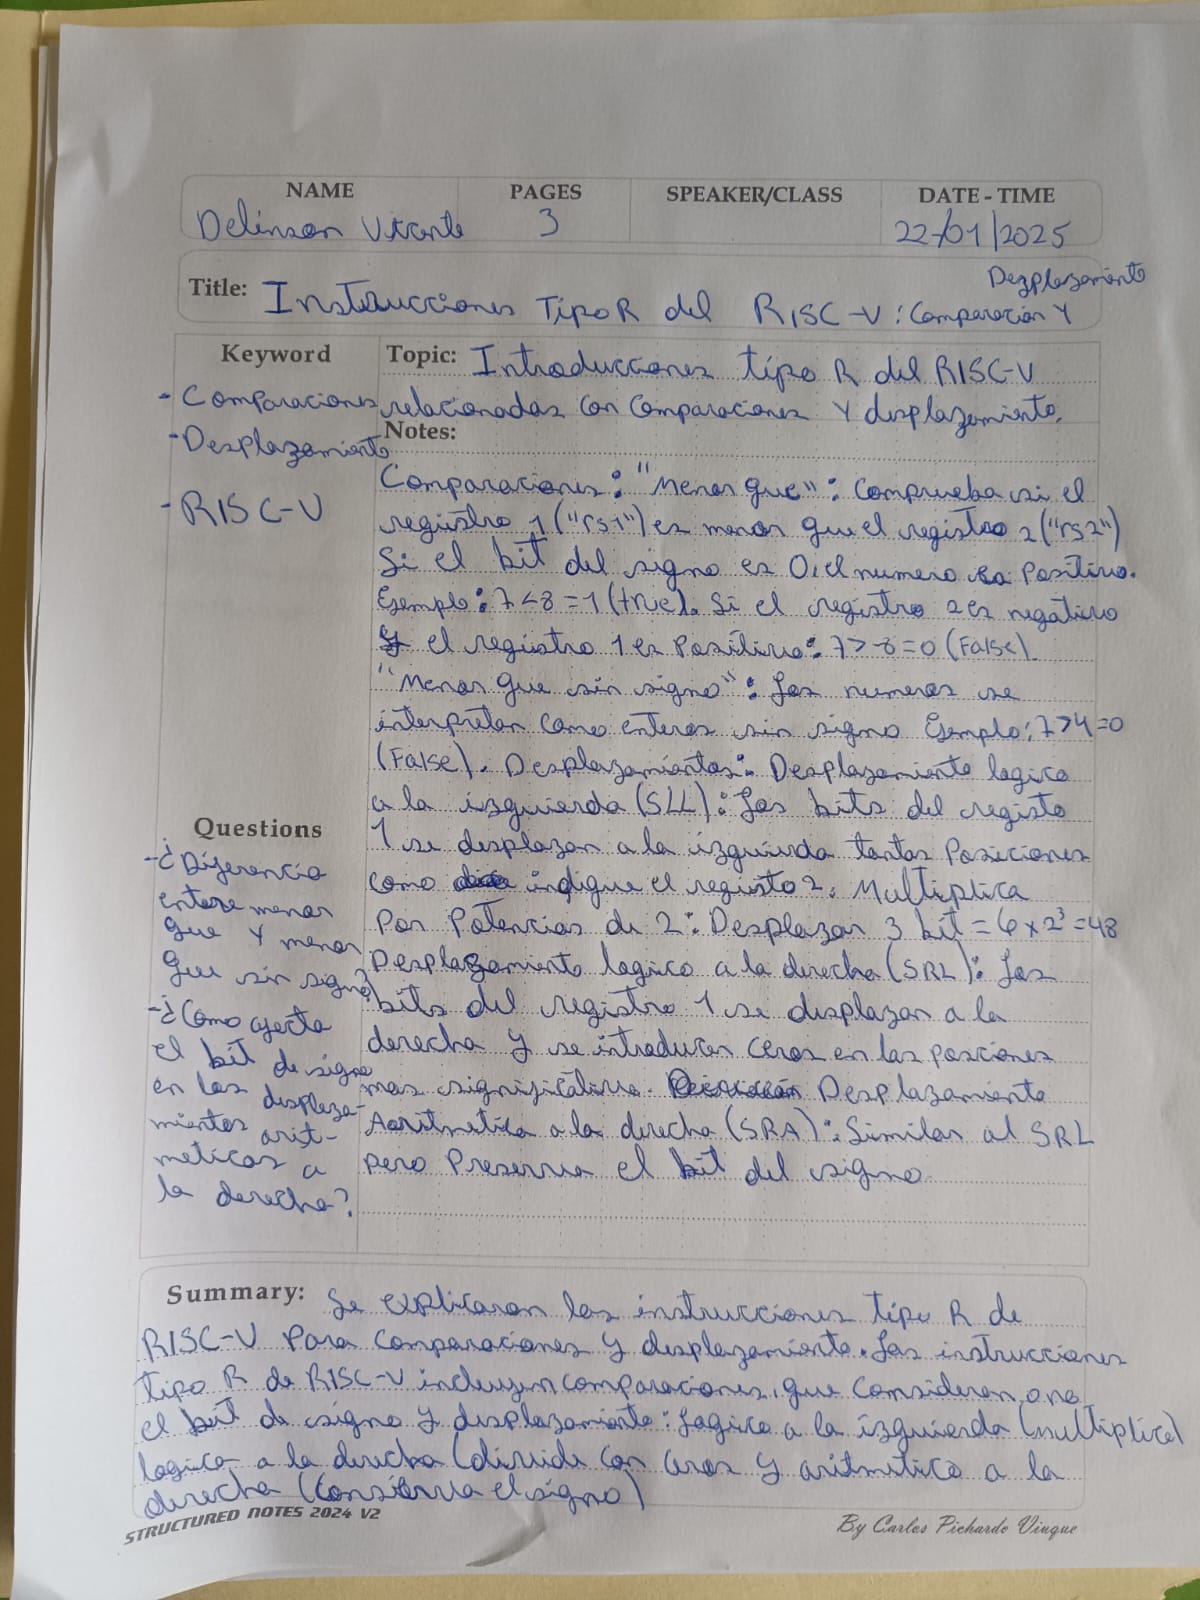 NAME PAGES SPEAKER/CLASS DATE - TIME
Delinson Vicente 3 22/01/2025
Title: Instrucciones Tipo R del RISC-V: Comparación Y
Dezplazamiento
Keyword
- Comparaciones
- Desplazamiento
- RISC-V
Topic: Introducciones tipo R del RISC-V
relacionadas con comparaciones Y desplazamiento.
Notes:
Comparaciones: "Menor que": Comprueba si el
registro 1 ("rs1") es menor que el registro 2 ("rs2")
Si el bit del signo es 0, el numero es Positivo.
Ejemplo: 7<8=1 (true). Si el registro 2 es negativo
y el registro 1 es Positivo: 7>-8=0 (False).
"Menor que sin signo": Los numeros se
interpretan como enteros sin signo Ejemplo: 7>4=0
(False). Desplazamientos: Desplazamiento logico
a la izquierda (SLL): Los bits del registo
1 se desplazan a la izquierda tantas Posiciones
como indique el registo 2. Multiplica
Por Potencias de 2: Desplazar 3 bit = 6x2³=48
Desplazamiento logico a la derecha (SRL): Los
bits del registro 1 se desplazan a la
derecha y se introducen ceros en las posciones
mas significativa. Desplazamiento
Aaritmetico a la derecha (SRA): Similar al SRL
pero Preserva el bit del signo.
Questions
-¿Diferencia
entre menor
que Y menor
que sin signo?
-¿Como afecta
el bit de signo
en los desplaza-
mientos arit-
meticos a
la derecha?
Summary: Se explicaron las instrucciones tipo R de
RISC-V Para comparaciones y desplazamiento. Las instrucciones
tipo R de RISC-V incluyen comparaciones, que consideran o no
el bit de signo y desplazamiento: Logico a la izquierda (multiplica)
logico a la derecha (divide con ceros y aritmetico a la
derecha (conserva el signo)
STRUCTURED NOTES 2024 V2 By Carlos Pichardo Viuque